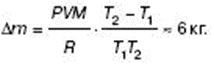 Δm = PVM / R · T₂ − T₁ / T₁T₂ ≈ 6 кг.